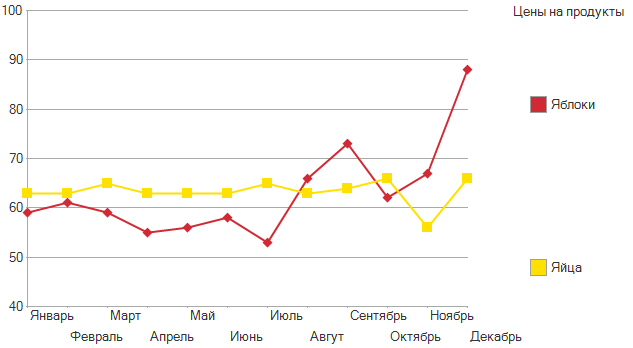 Цены на продукты
100
90
80
70
60
50
40
Январь
Февраль
Март
Апрель
Май
Июнь
Июль
Авгут
Сентябрь
Октябрь
Ноябрь
Декабрь
Яблоки
Яйца